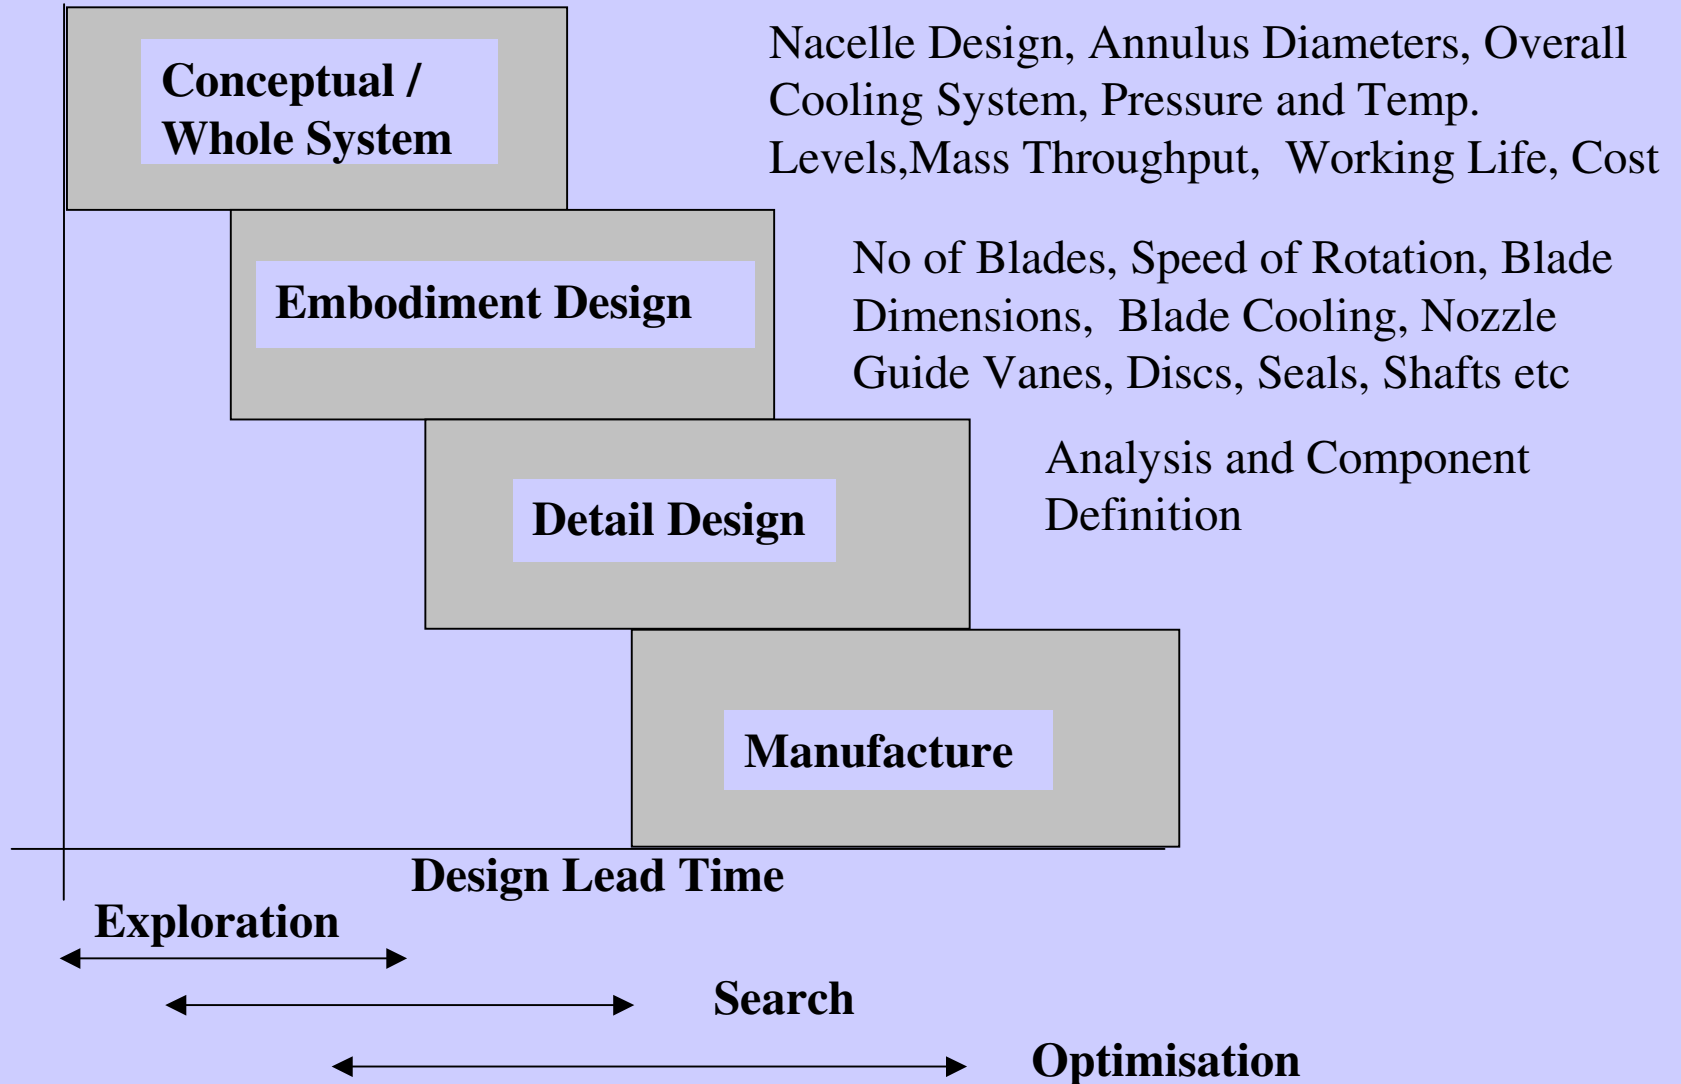 Conceptual /
Whole System
Nacelle Design, Annulus Diameters, Overall
Cooling System, Pressure and Temp.
Levels,Mass Throughput, Working Life, Cost
Embodiment Design
No of Blades, Speed of Rotation, Blade
Dimensions, Blade Cooling, Nozzle
Guide Vanes, Discs, Seals, Shafts etc
Detail Design
Analysis and Component
Definition
Manufacture
Design Lead Time
Exploration
Search
Optimisation